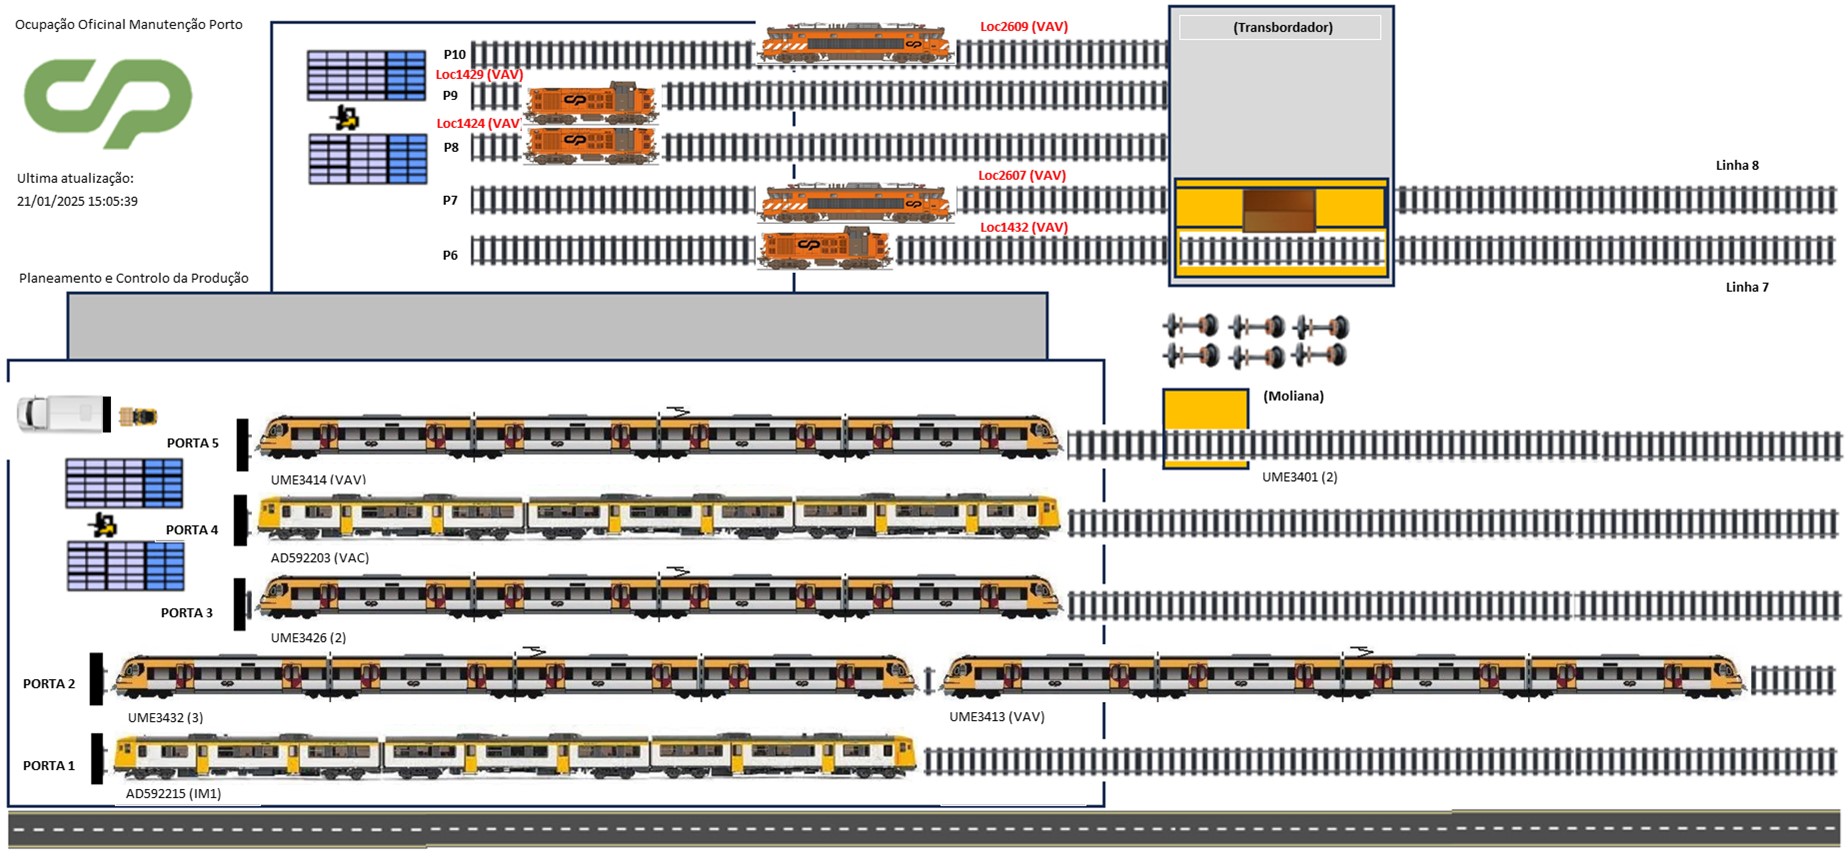 Ocupação Oficinal Manutenção Porto
Loc2609 (VAV)
(Transbordador)
P10
Loc1429 (VAV)
P9
Loc1424 (VAV)
P8
Linha 8
Ultima atualização:
Loc2607 (VAV)
21/01/2025 15:05:39
P7
Loc1432 (VAV)
P6
Planeamento e Controlo da Produção
Linha 7
(Moliana)
PORTA 5
UME3414 (VAV)
UME3401 (2)
PORTA 4
AD592203 (VAC)
PORTA 3
UME3426 (2)
PORTA 2
UME3432 (3)
UME3413 (VAV)
PORTA 1
AD592215 (IM1)